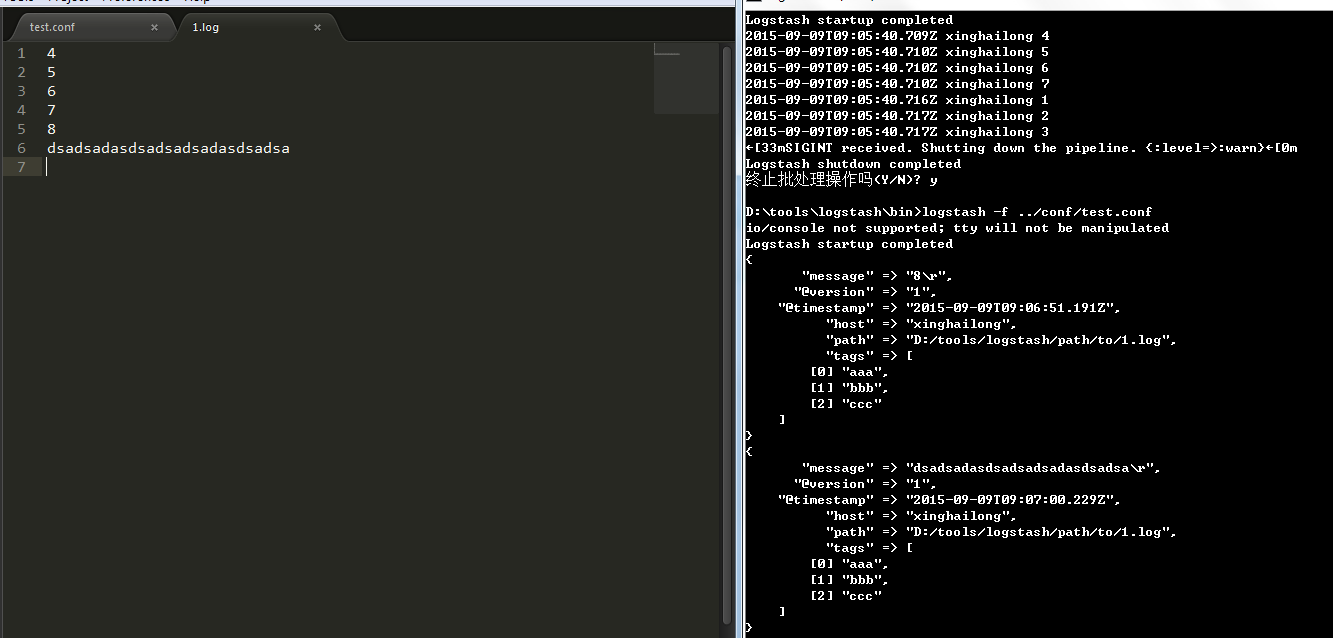 test.conf × 1.log ×
1 4
2 5
3 6
4 7
5 8
6 dsadsadasdsadsadsadasdsadsa
7
Logstash startup completed
2015-09-09T09:05:40.709Z xinghailong 4
2015-09-09T09:05:40.710Z xinghailong 5
2015-09-09T09:05:40.710Z xinghailong 6
2015-09-09T09:05:40.710Z xinghailong 7
2015-09-09T09:05:40.716Z xinghailong 1
2015-09-09T09:05:40.717Z xinghailong 2
2015-09-09T09:05:40.717Z xinghailong 3
←[33mSIGINT received. Shutting down the pipeline. {:level=>:warn}←[0m
Logstash shutdown completed
终止批处理操作吗(Y/N)? y
D:\tools\logstash\bin>logstash -f ../conf/test.conf
io/console not supported; tty will not be manipulated
Logstash startup completed
{
"message" => "8\r",
"@version" => "1",
"@timestamp" => "2015-09-09T09:06:51.191Z",
"host" => "xinghailong",
"path" => "D:/tools/logstash/path/to/1.log",
"tags" => [
[0] "aaa",
[1] "bbb",
[2] "ccc"
]
}
{
"message" => "dsadsadasdsadsadsadasdsadsa\r",
"@version" => "1",
"@timestamp" => "2015-09-09T09:07:00.229Z",
"host" => "xinghailong",
"path" => "D:/tools/logstash/path/to/1.log",
"tags" => [
[0] "aaa",
[1] "bbb",
[2] "ccc"
]
}